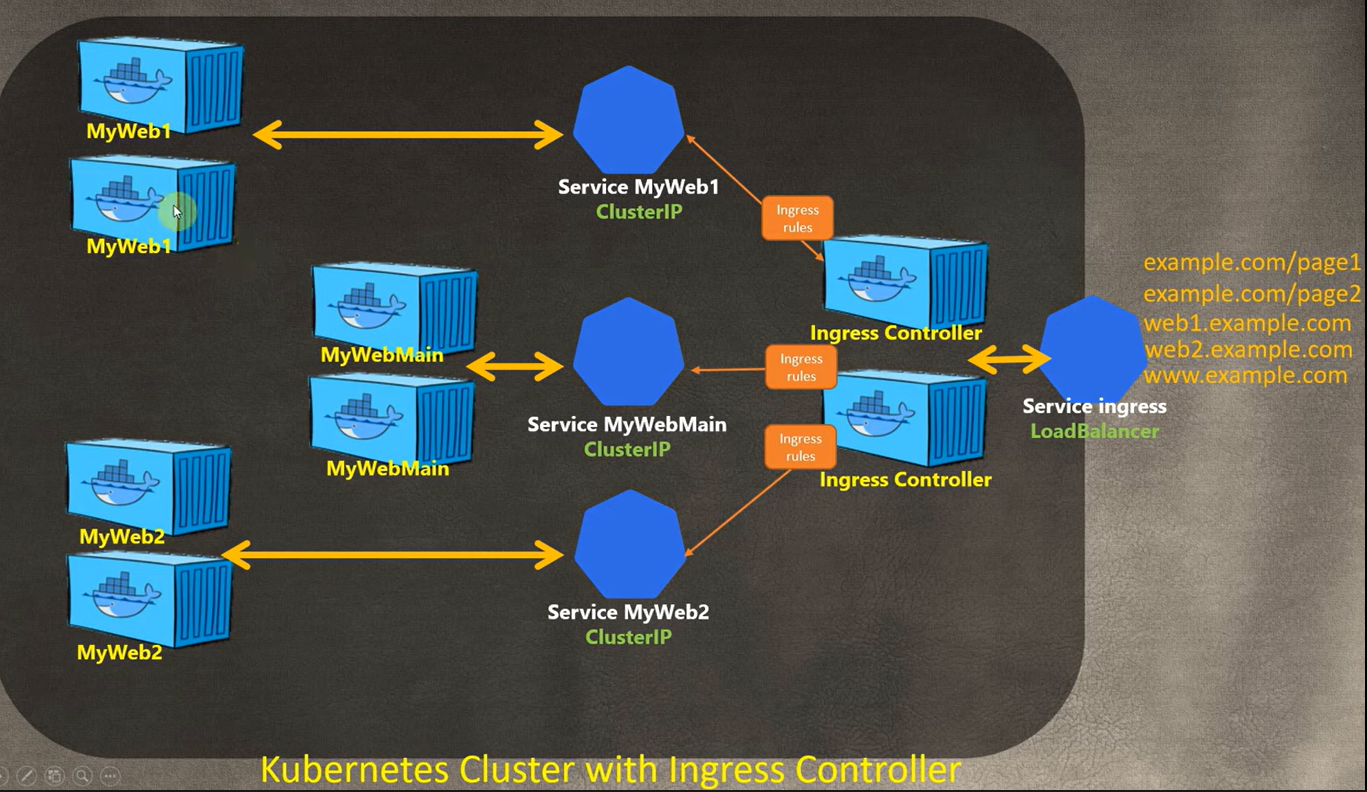 MyWeb1
MyWeb1
Service MyWeb1
ClusterIP
Ingress
rules
MyWebMain
MyWebMain
Service MyWebMain
ClusterIP
Ingress
rules
Ingress Controller
Ingress
rules
Ingress Controller
example.com/page1
example.com/page2
web1.example.com
web2.example.com
www.example.com
Service ingress
LoadBalancer
MyWeb2
MyWeb2
Service MyWeb2
ClusterIP
Kubernetes Cluster with Ingress Controller